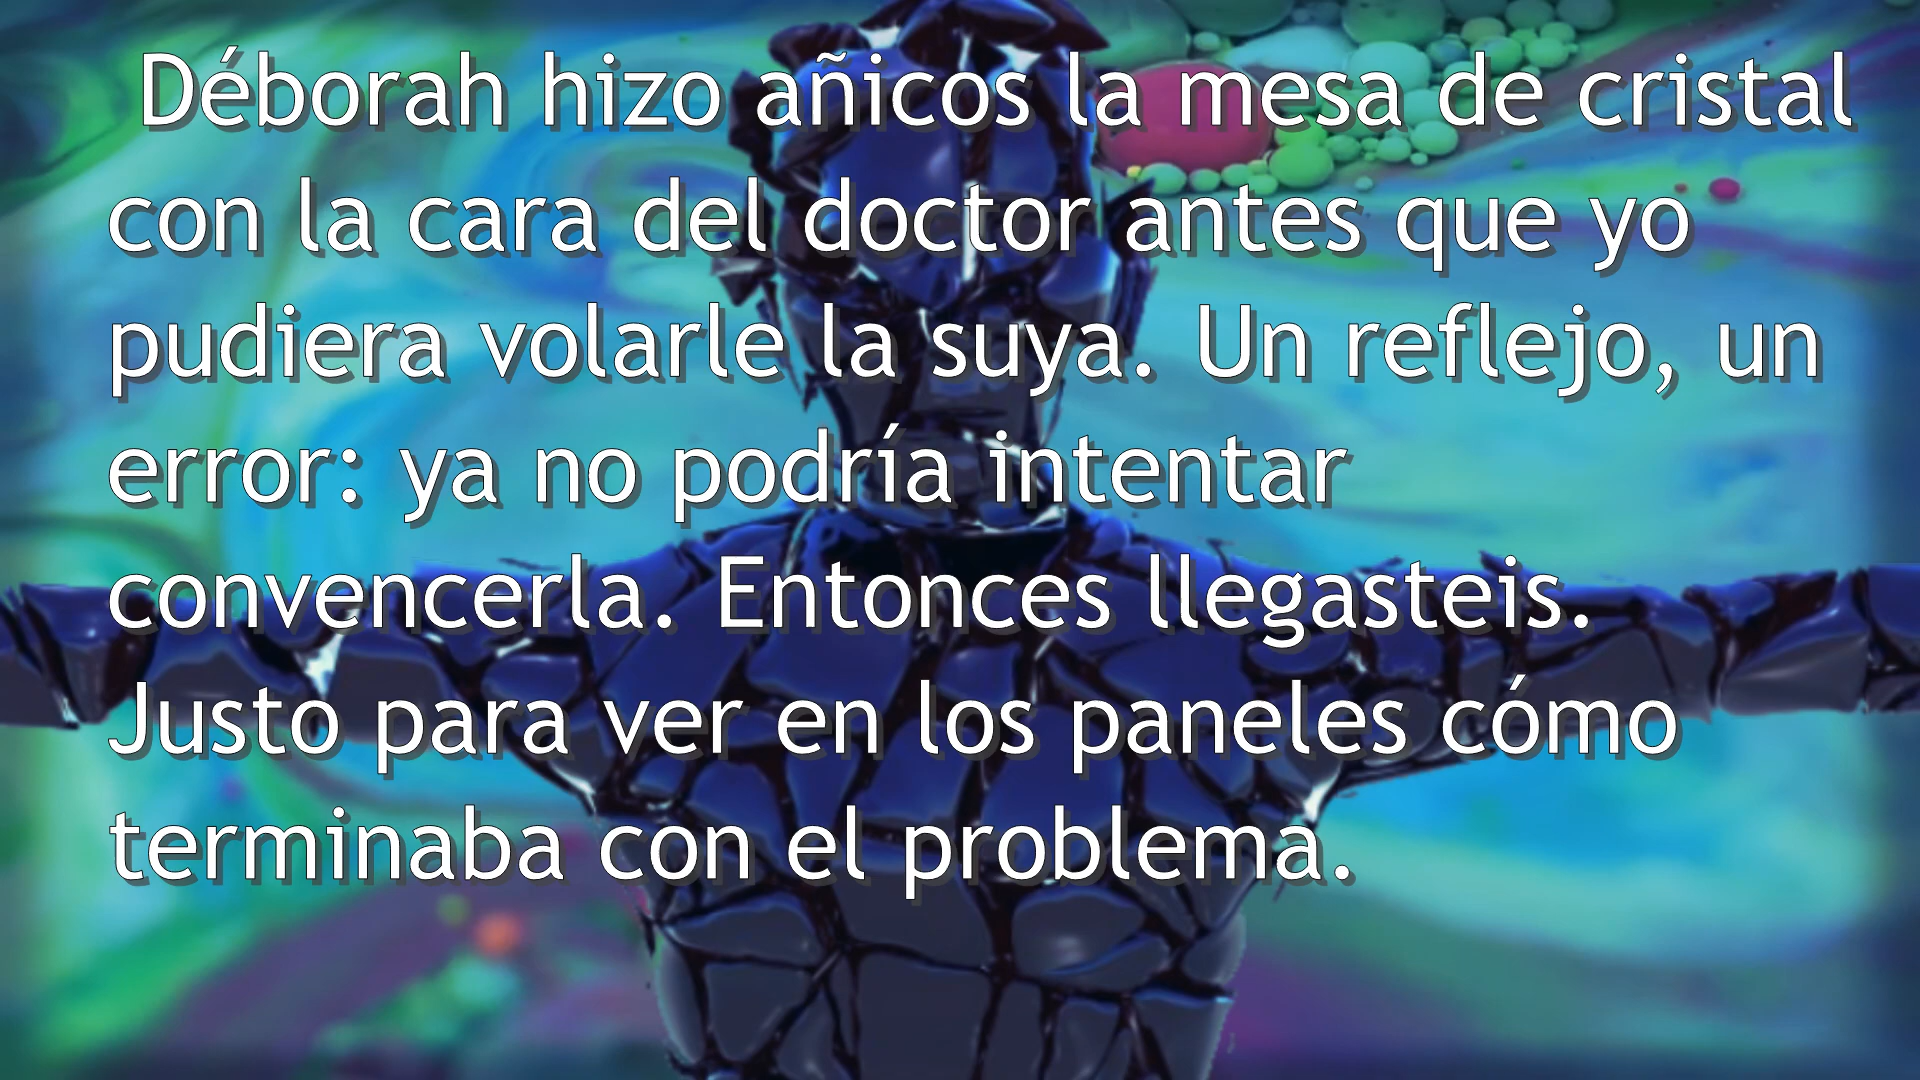 Déborah hizo añicos la mesa de cristal
con la cara del doctor antes que yo
pudiera volarle la suya. Un reflejo, un
error: ya no podría intentar
convencerla. Entonces llegasteis.
Justo para ver en los paneles cómo
terminaba con el problema.